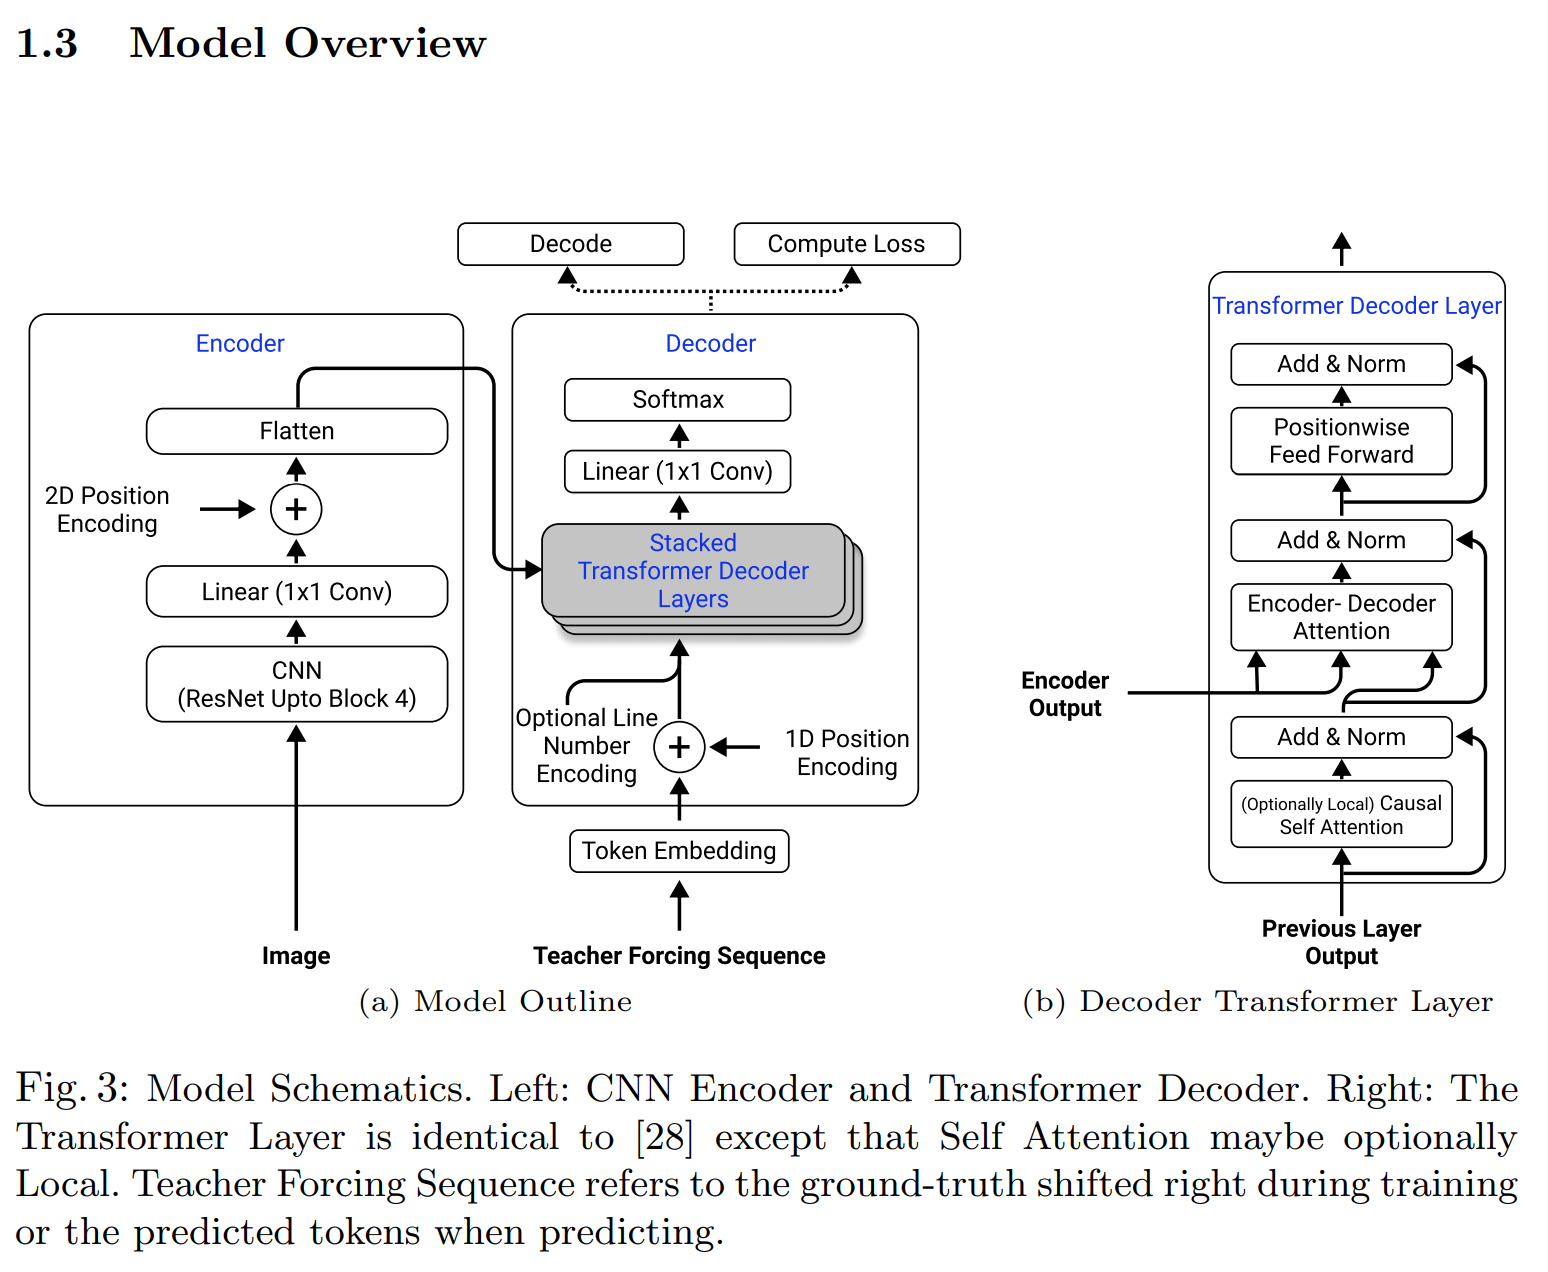 1.3 Model Overview
Decode
Compute Loss
Encoder
Flatten
2D Position
Encoding
+
Linear (1x1 Conv)
CNN
(ResNet Upto Block 4)
Image
Decoder
Softmax
Linear (1x1 Conv)
Stacked
Transformer Decoder
Layers
Optional Line
Number
Encoding
+
1D Position
Encoding
Token Embedding
Teacher Forcing Sequence
(a) Model Outline
Transformer Decoder Layer
Add & Norm
Positionwise
Feed Forward
Add & Norm
Encoder- Decoder
Attention
Encoder
Output
Add & Norm
(Optionally Local) Causal
Self Attention
Previous Layer
Output
(b) Decoder Transformer Layer
Fig. 3: Model Schematics. Left: CNN Encoder and Transformer Decoder. Right: The
Transformer Layer is identical to [28] except that Self Attention maybe optionally
Local. Teacher Forcing Sequence refers to the ground-truth shifted right during training
or the predicted tokens when predicting.